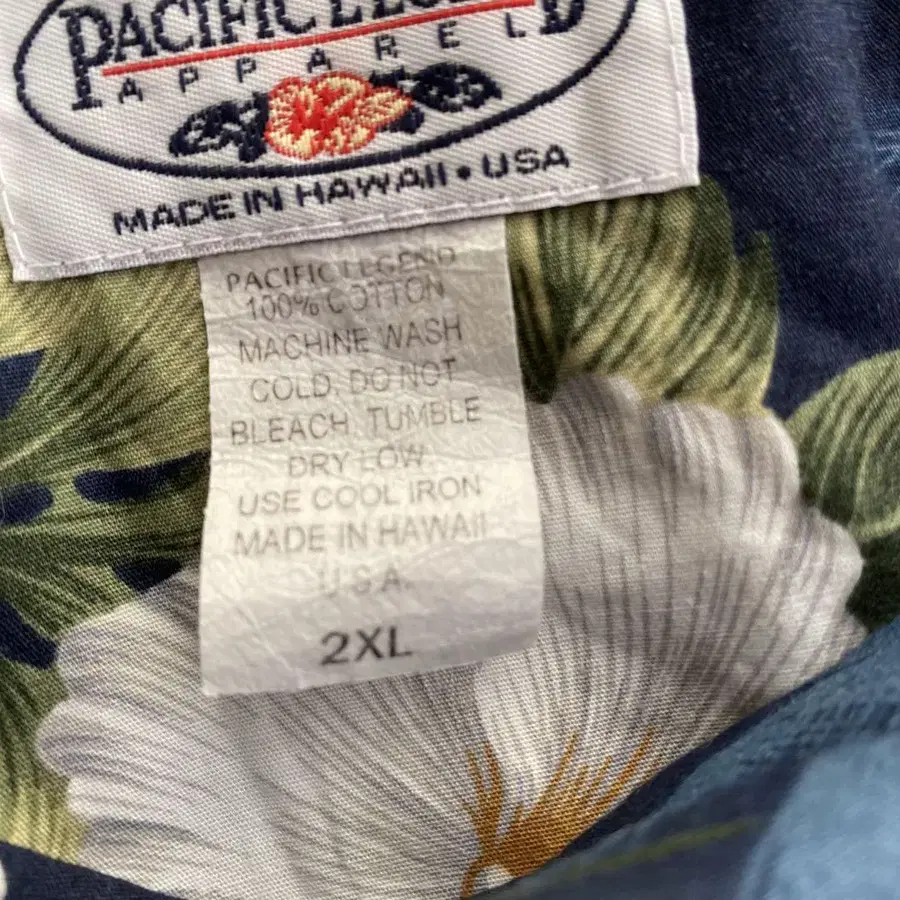 PACIFIC LEGEND
APPAREL
MADE IN HAWAII • USA
PACIFIC LEGEND
100% COTTON
MACHINE WASH
COLD, DO NOT
BLEACH, TUMBLE
DRY LOW
USE COOL IRON
MADE IN HAWAII
U.S.A.
2XL